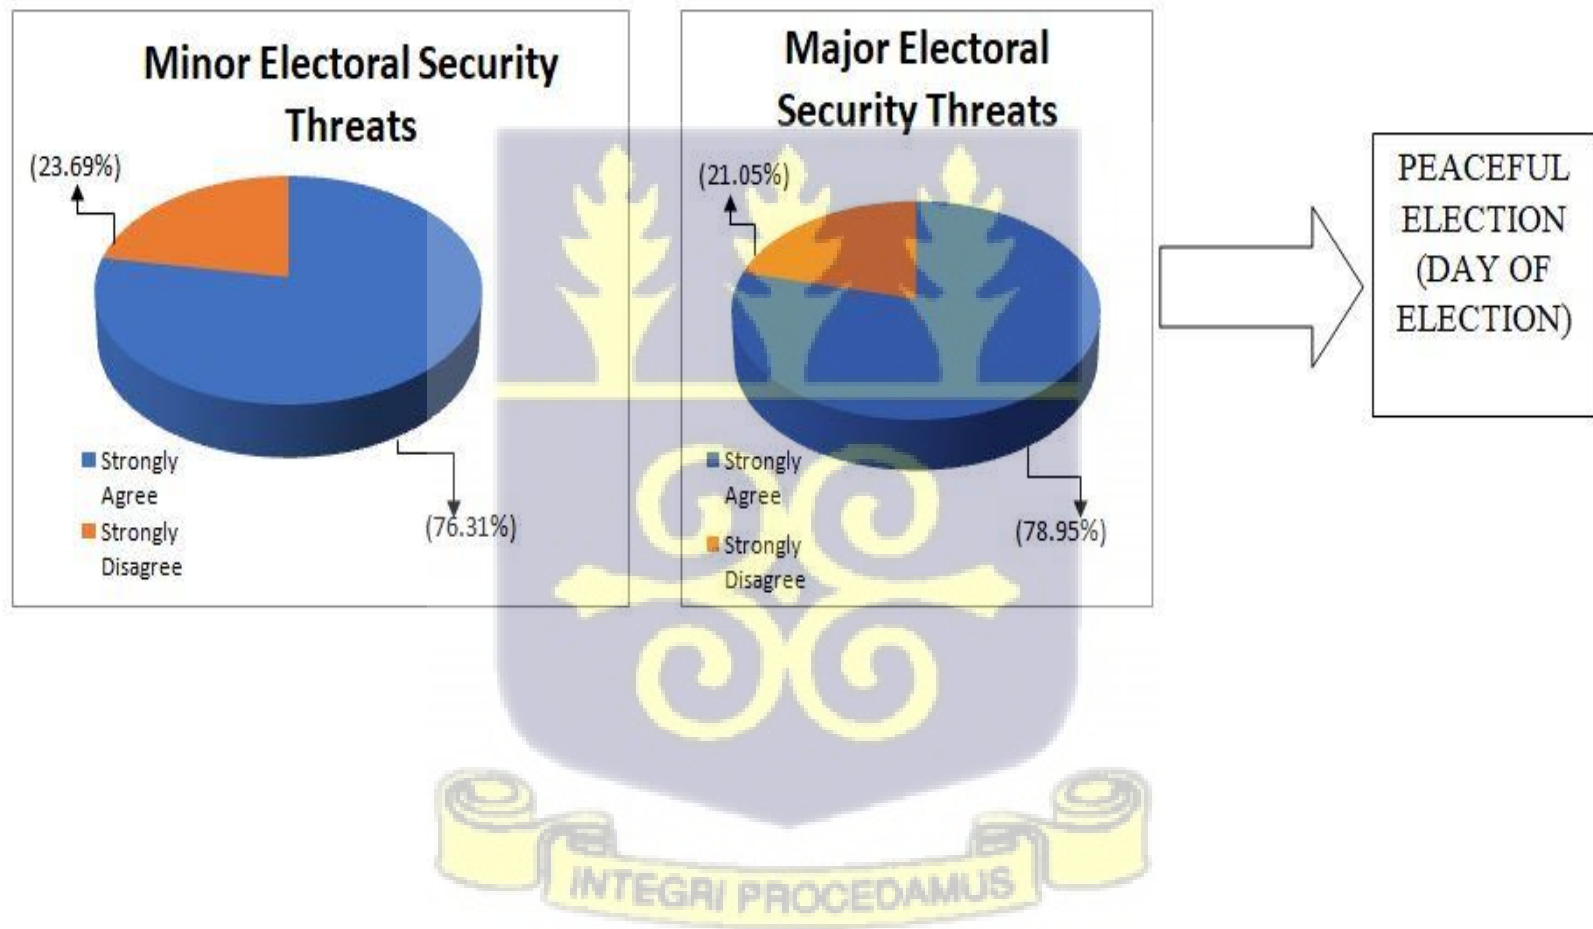 Minor Electoral Security
Threats
(23.69%)
Strongly
Agree
Strongly
Disagree
(76.31%)
Major Electoral
Security Threats
(21.05%)
Strongly
Agree
Strongly
Disagree
(78.95%)
PEACEFUL
ELECTION
(DAY OF
ELECTION)
INTEGRI PROCEDAMUS